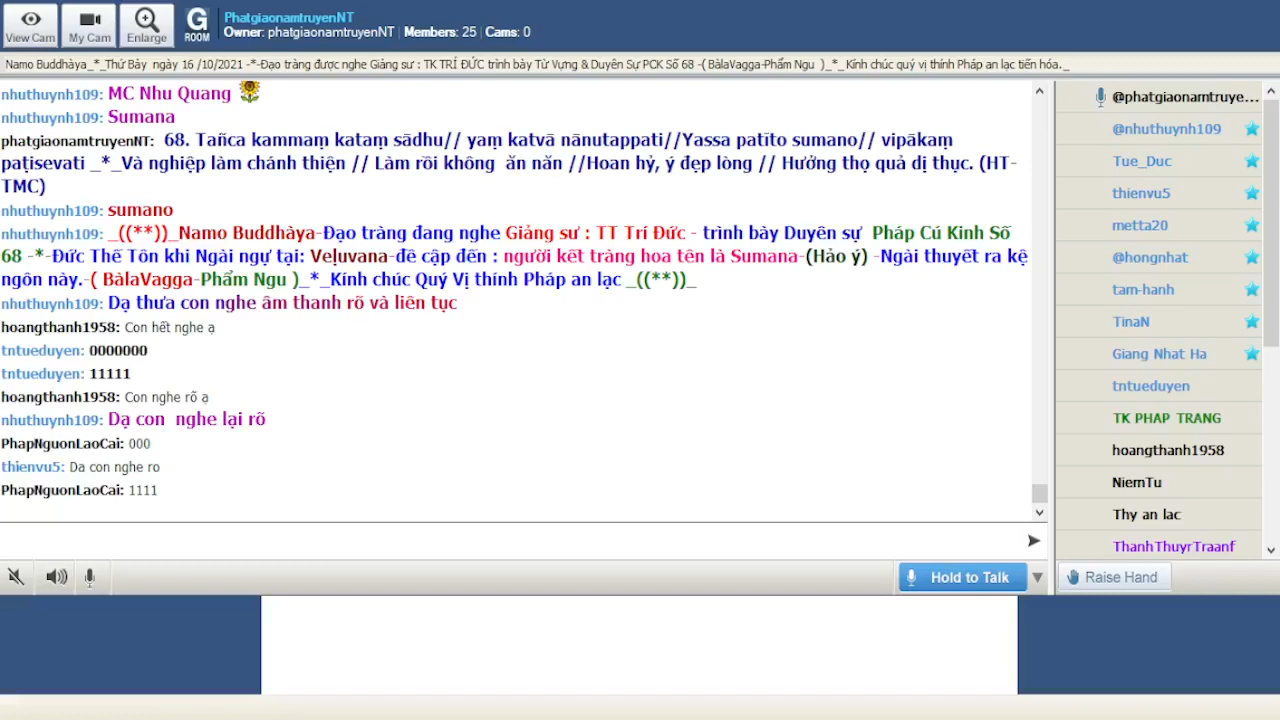 View Cam
My Cam
Enlarge
G
ROOM
PhatgiaonamtruyenNT
Owner: phatgiaonamtruyenNT | Members: 25 | Cams: 0
Namo Buddhàya_*_Thứ Bảy ngày 16 /10/2021 -*-Đạo tràng được nghe Giảng sư : TK TRÍ ĐỨC trình bày Từ Vựng & Duyên Sự PCK Số 68 -( BàlaVagga-Phẩm Ngu )_*_ Kính chúc quý vị thính Pháp an lạc tiến hóa._
nhuthuynh109: MC Nhu Quang
nhuthuynh109: Sumana
phatgiaonamtruyenNT: 68. Tañca kammaṃ kataṃ sādhu// yaṃ katvā nānutappati//Yassa patīto sumano// vipākaṃ
paṭisevati _*_Và nghiệp làm chánh thiện // Làm rồi không ăn năn //Hoan hỷ, ý đẹp lòng // Hưởng thọ quả dị thục. (HT-
TMC)
nhuthuynh109: sumano
nhuthuynh109: _((**))_Namo Buddhàya-Đạo tràng đang nghe Giảng sư : TT Trí Đức - trình bày Duyên sự Pháp Cú Kinh Số
68 -*-Đức Thế Tôn khi Ngài ngự tại: Veḷuvana-đề cập đến : người kết tràng hoa tên là Sumana-(Hảo ý) -Ngài thuyết ra kệ
ngôn này.-( BàlaVagga-Phẩm Ngu )_*_Kính chúc Quý Vị thính Pháp an lạc _((**))_
nhuthuynh109: Dạ thưa con nghe âm thanh rõ và liên tục
hoangthanh1958: Con hết nghe ạ
tntueduyen: 0000000
tntueduyen: 11111
hoangthanh1958: Con nghe rõ ạ
nhuthuynh109: Dạ con nghe lại rõ
PhapNguonLaoCai: 000
thienvu5: Da con nghe ro
PhapNguonLaoCai: 1111
@phatgiaonamtruye...
@nhuthuynh109
Tue_Duc
thienvu5
metta20
@hongnhat
tam-hanh
TinaN
Giang Nhat Ha
tntueduyen
TK PHAP TRANG
hoangthanh1958
NiemTu
Thy an lac
ThanhThuyrTraanf
Hold to Talk
Raise Hand